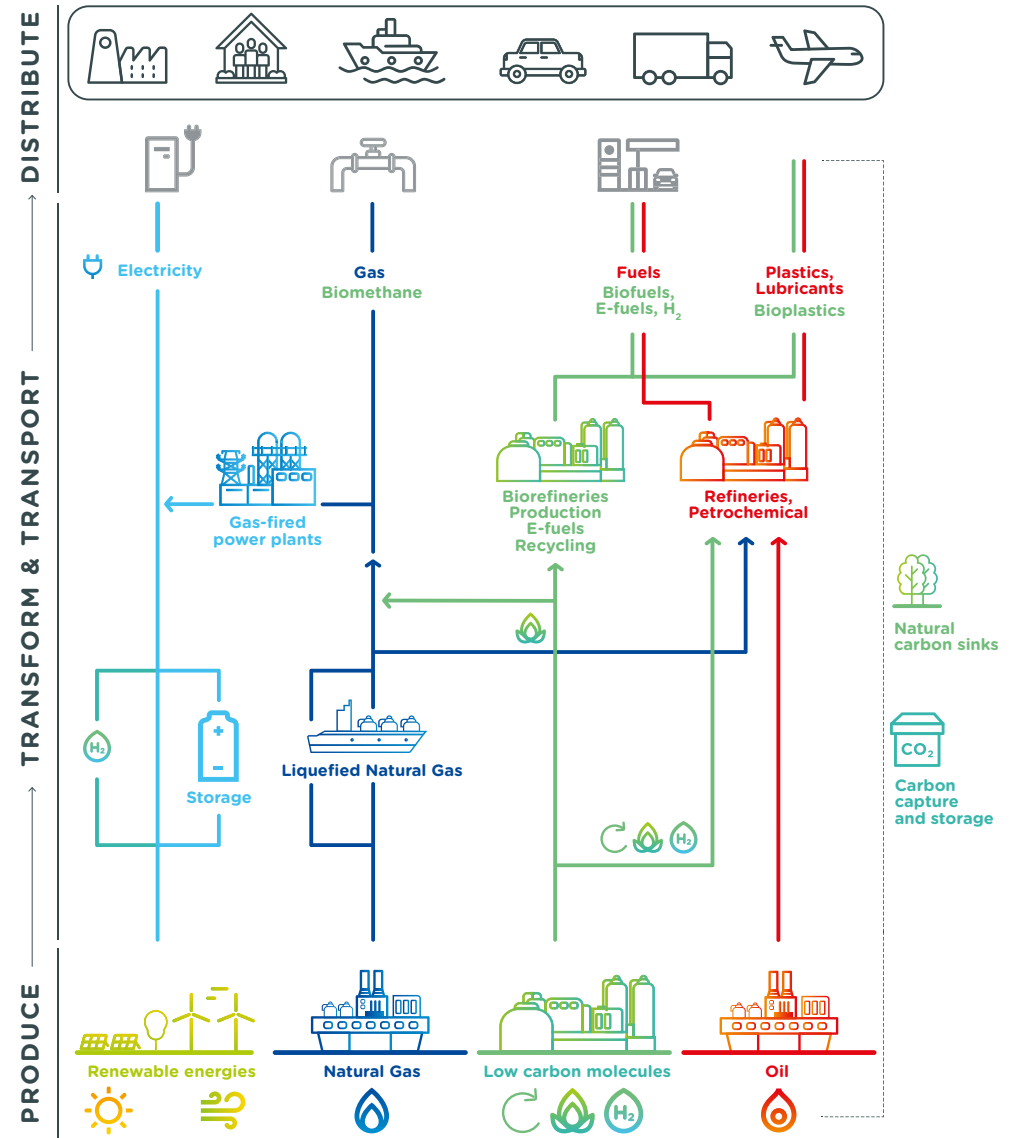 DISTRIBUTE
Electricity
Gas
Biomethane
Fuels
Biofuels,
E-fuels, H₂
Plastics,
Lubricants
Bioplastics
TRANSFORM & TRANSPORT
Gas-fired
power plants
Biorefineries
Production
E-fuels
Recycling
Refineries,
Petrochemical
Natural
carbon sinks
H₂
Storage
Liquefied Natural Gas
CO₂
Carbon
capture
and storage
H₂
PRODUCE
Renewable energies
Natural Gas
Low carbon molecules
Oil
H₂